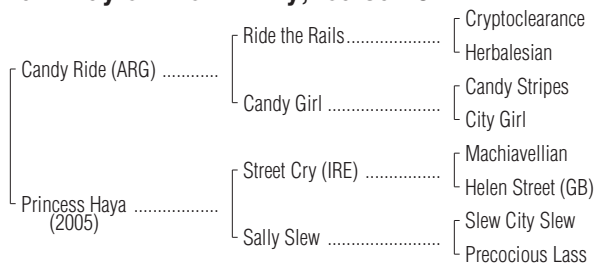 Cryptoclearance
Ride the Rails...................
Herbalesian
Candy Ride (ARG) ............
Candy Stripes
Candy Girl .......................
City Girl
Machiavellian
Street Cry (IRE) ................
Helen Street (GB)
Princess Haya ..................
(2005)
Slew City Slew
Sally Slew .......................
Precocious Lass